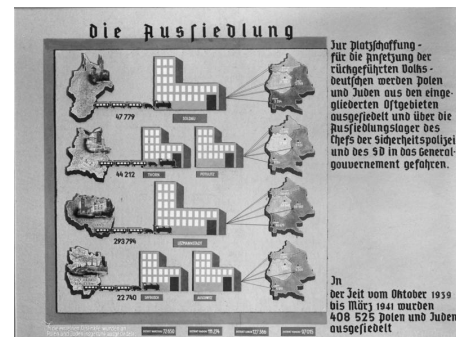 die Aussiedlung
Zur Platzschaffung -
für die Ansetzung der
rückgeführten Volks-
deutschen werden Polen
und Juden aus den einge-
gliederten Ostgebieten
ausgesiedelt und über die
Aussiedlungslager des
Chefs der Sicherheitspolizei
und des SD in das General-
gouvernement gefahren.
47 779
44 212
293 794
LITZMANNSTADT
22 740
In
der Zeit vom Oktober 1939
bis März 1941 wurden
408 525 Polen und Juden
ausgesiedelt